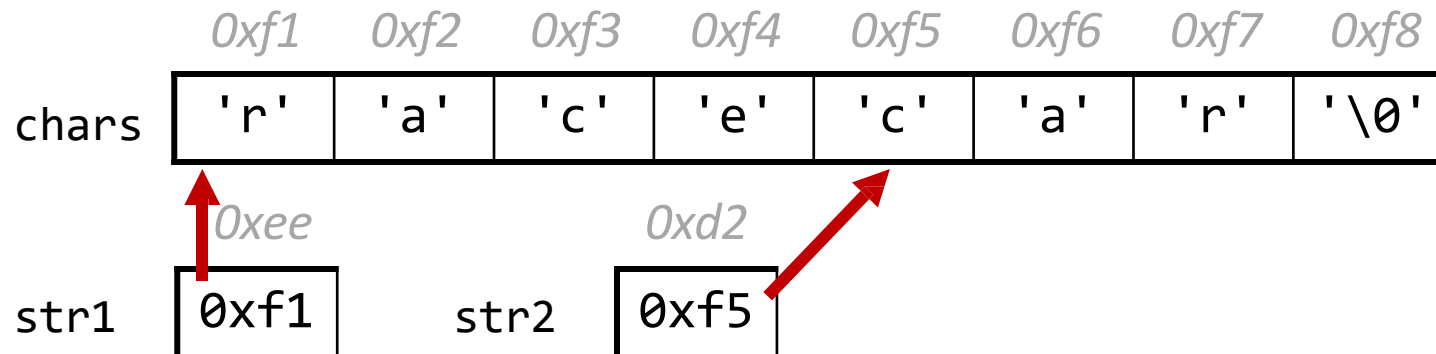 0xf1 0xf2 0xf3 0xf4 0xf5 0xf6 0xf7 0xf8
chars 'r' 'a' 'c' 'e' 'c' 'a' 'r' '\0'
0xee 0xd2
str1 0xf1 str2 0xf5